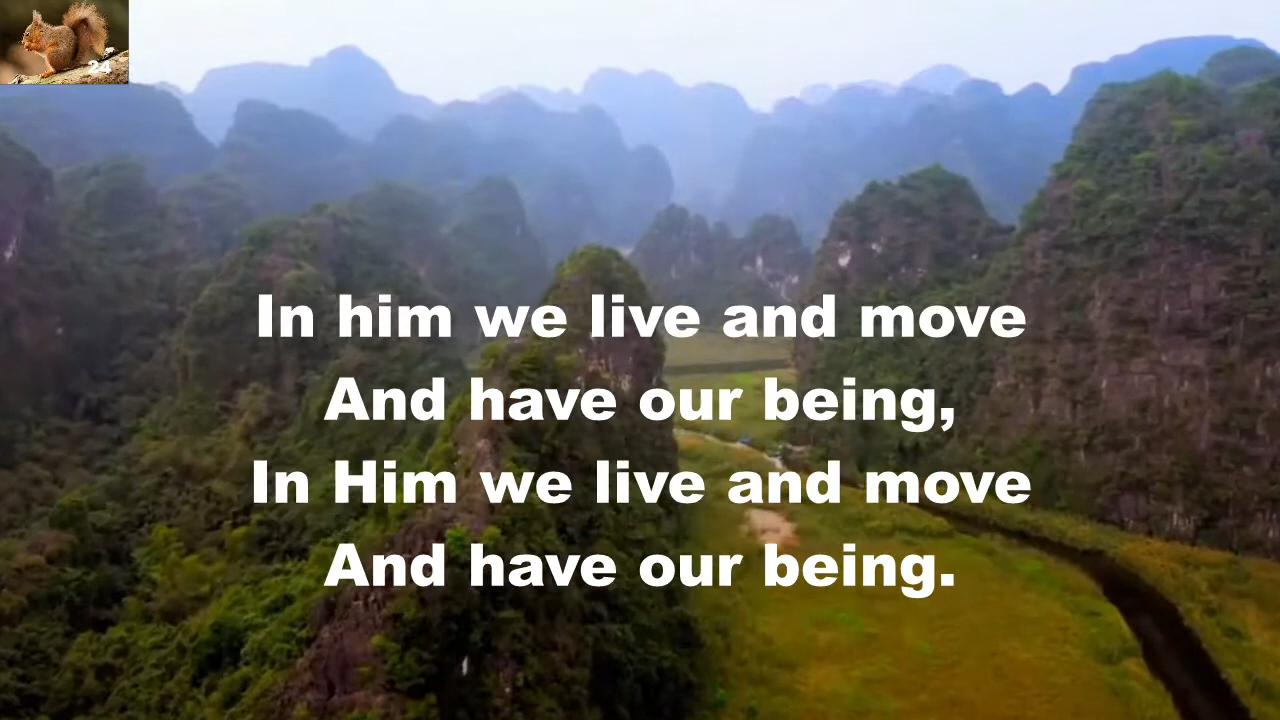 24
In him we live and move
And have our being,
In Him we live and move
And have our being.